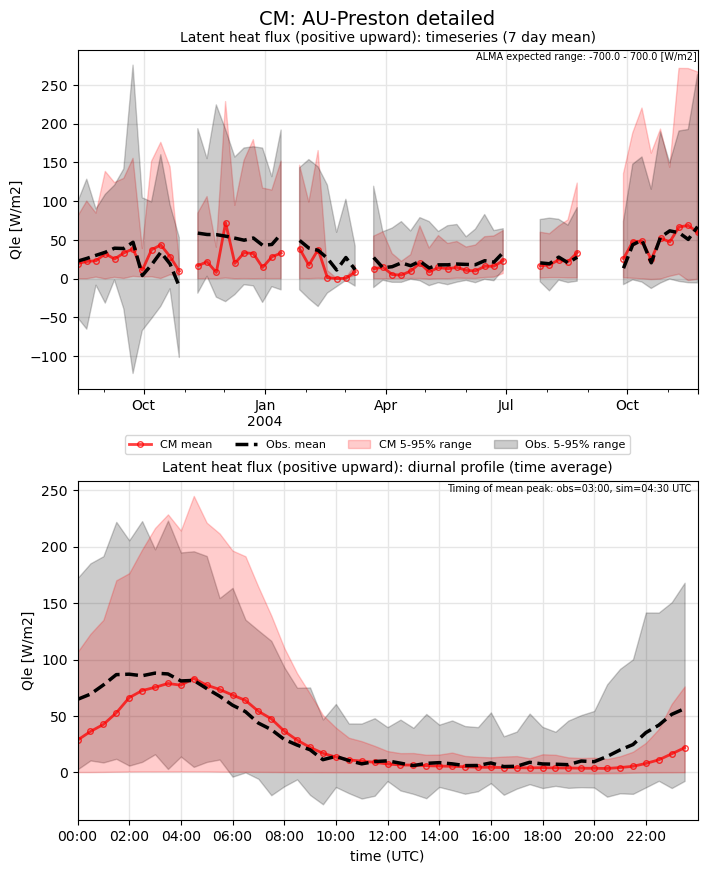 CM: AU-Preston detailed
Latent heat flux (positive upward): timeseries (7 day mean)
ALMA expected range: -700.0 - 700.0 [W/m2]
Qle [W/m2]
250
200
150
100
50
0
−50
−100
Oct
Jan
2004
Apr
Jul
Oct
CM mean
Obs. mean
CM 5-95% range
Obs. 5-95% range
Latent heat flux (positive upward): diurnal profile (time average)
Timing of mean peak: obs=03:00, sim=04:30 UTC
Qle [W/m2]
250
200
150
100
50
0
00:00 02:00 04:00 06:00 08:00 10:00 12:00 14:00 16:00 18:00 20:00 22:00
time (UTC)